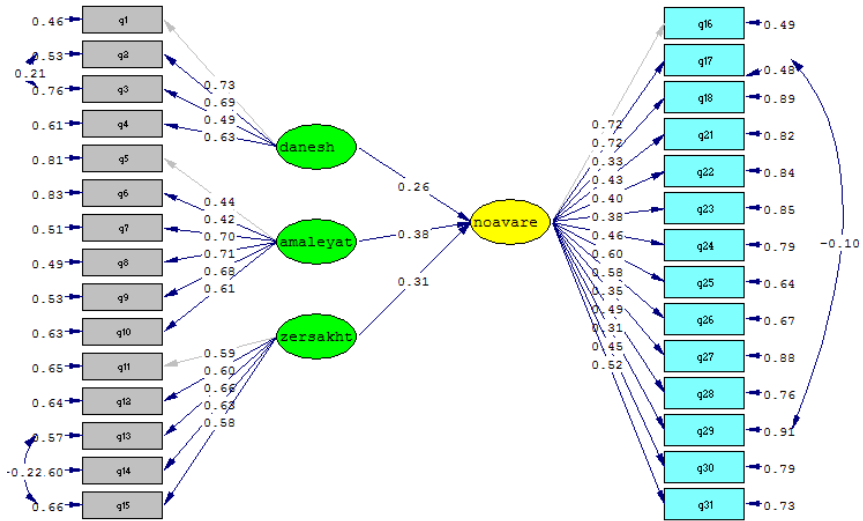 0.46 q1
0.53 q2
0.21
0.76 q3
0.61 q4
0.81 q5
0.83 q6
0.51 q7
0.49 q8
0.53 q9
0.63 q10
0.65 q11
0.64 q12
0.57 q13
-0.22.60 q14
0.66 q15
0.73
0.69
0.49
0.63
0.44
0.42
0.70
0.71
0.68
0.61
0.59
0.60
0.66
0.63
0.58
danesh
amaleyat
zersakht
0.26
0.38
0.31
noavare
0.72
0.72
0.33
0.43
0.40
0.38
0.46
0.60
0.58
0.35
0.49
0.31
0.45
0.52
q16 0.49
q17 0.48
q18 0.89
q21 0.82
q22 0.84
q23 0.85
q24 0.79
q25 0.64
q26 0.67
q27 0.88
q28 0.76
q29 0.91
q30 0.79
q31 0.73
-0.10